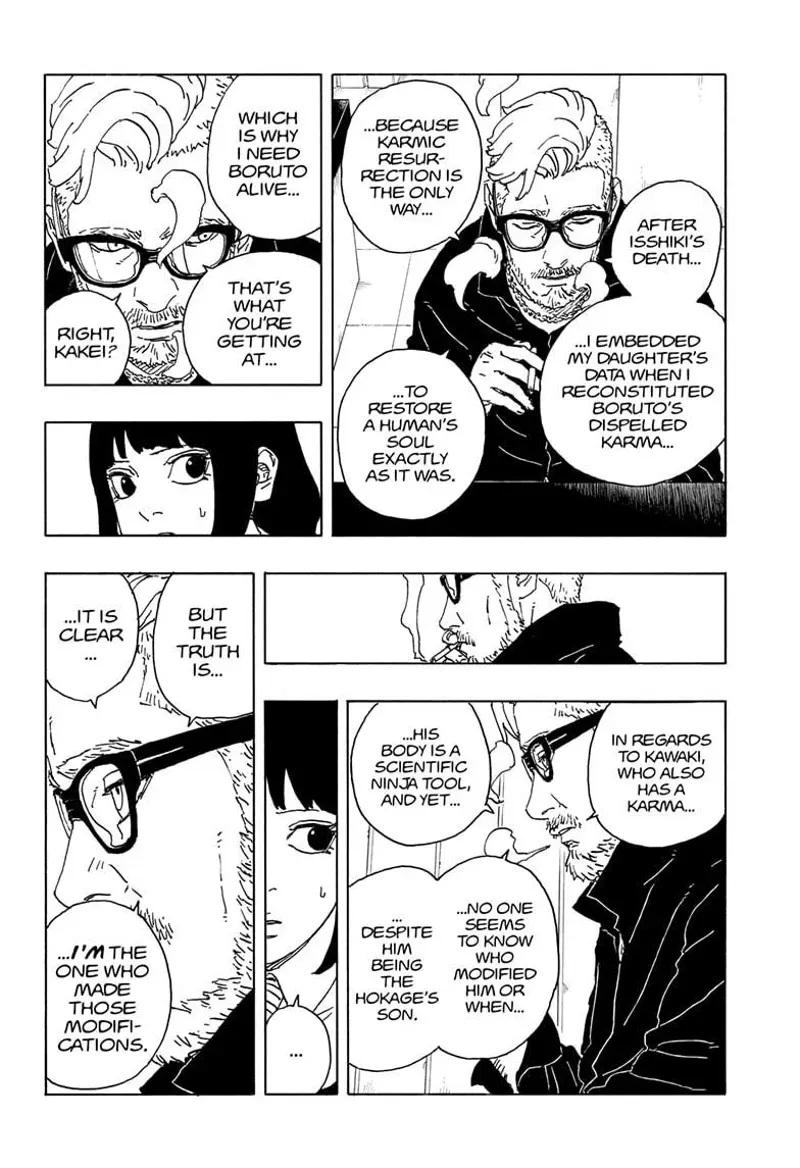 AFTER
ISSHIKI'S
DEATH...
...I EMBEDDED
MY DAUGHTER'S
DATA WHEN I
RECONSTITUTED
BORUTO'S
DISPELLED
KARMA...
...BECAUSE
KARMIC
RESUR-
RECTION IS
THE ONLY
WAY...
...TO
RESTORE
A HUMAN'S
SOUL
EXACTLY
AS IT WAS.
WHICH
IS WHY
I NEED
BORUTO
ALIVE...
THAT'S
WHAT
YOU'RE
GETTING
AT...
RIGHT,
KAKEI?
IN REGARDS
TO KAWAKI,
WHO ALSO
HAS A
KARMA...
...HIS
BODY IS A
SCIENTIFIC
NINJA TOOL,
AND YET...
...NO ONE
SEEMS
TO KNOW
WHO
MODIFIED
HIM OR
WHEN...
...
DESPITE
HIM
BEING
THE
HOKAGE'S
SON.
...
BUT
THE
TRUTH
IS...
...IT IS
CLEAR
...
...I'M THE
ONE WHO
MADE
THOSE
MODIFI-
CATIONS.